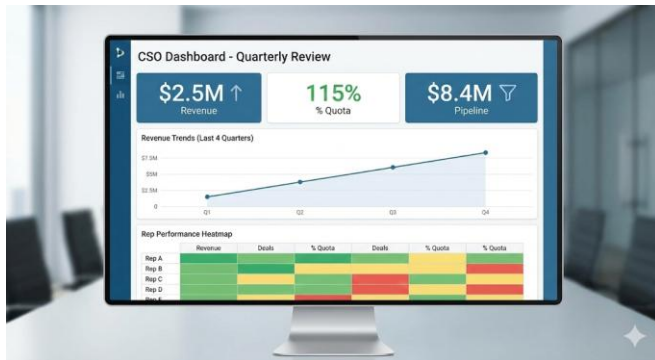 CSO Dashboard - Quarterly Review
$2.5M
Revenue
115%
% Quota
$8.4M
Pipeline
Revenue Trends (Last 4 Quarters)
$7.5M
$5M
$2.5M
0
Q1 Q2 Q3 Q4
Rep Performance Heatmap
Revenue Deals % Quota Deals % Quota % Quota
Rep A
Rep B
Rep C
Rep D